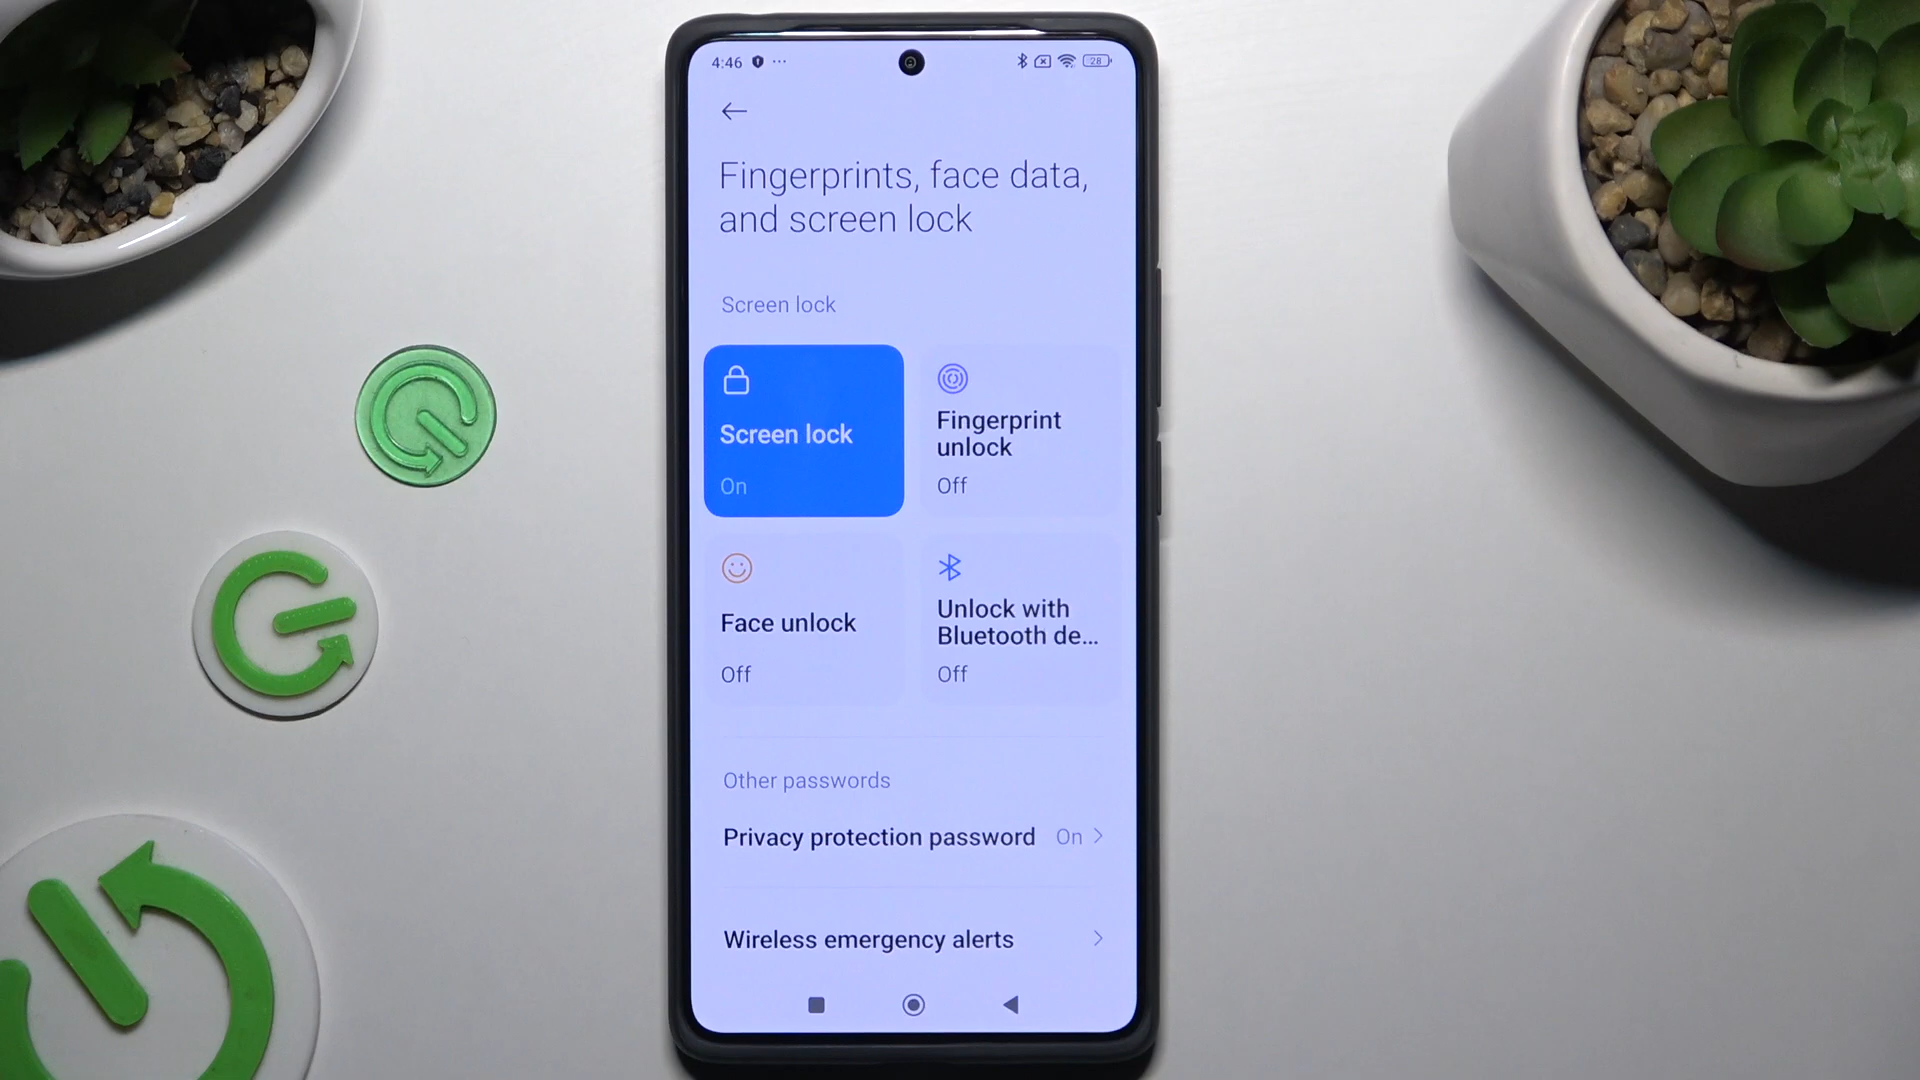 4:46
28
Fingerprints, face data,
and screen lock
Screen lock
Screen lock
On
Fingerprint
unlock
Off
Face unlock
Off
Unlock with
Bluetooth de...
Off
Other passwords
Privacy protection password On
Wireless emergency alerts